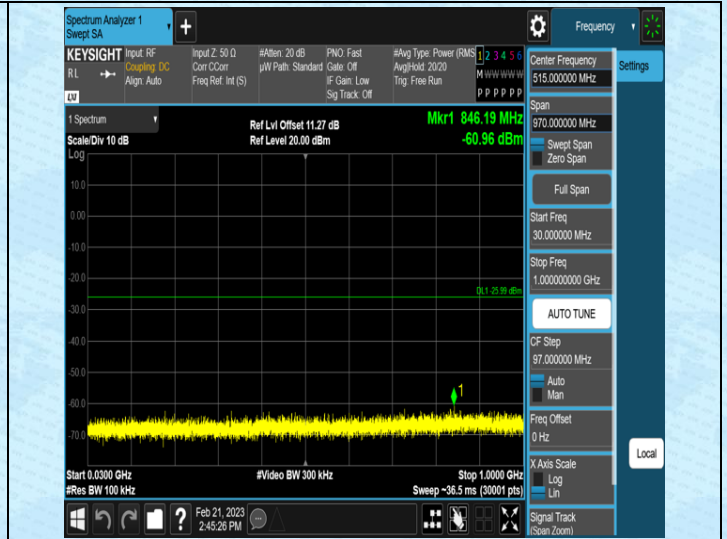 Spectrum Analyzer 1
Swept SA
+
Frequency
KEYSIGHT
RL
Input: RF
Coupling: DC
Align: Auto
Input Z: 50 Ω
Corr CCorr
Freq Ref: Int (S)
#Atten: 20 dB
µW Path: Standard
PNO: Fast
Gate: Off
IF Gain: Low
Sig Track: Off
#Avg Type: Power (RMS
Avg|Hold: 20/20
Trig: Free Run
1 2 3 4 5 6
M W W W W W
P P P P P P
LXI
1 Spectrum
Scale/Div 10 dB
Ref Lvl Offset 11.27 dB
Ref Level 20.00 dBm
Mkr1 846.19 MHz
-60.96 dBm
Log
10.0
0.00
-10.0
-20.0
DL1 -25.99 dBm
-30.0
-40.0
-50.0
1
-60.0
-70.0
Start 0.0300 GHz
#Res BW 100 kHz
#Video BW 300 kHz
Stop 1.0000 GHz
Sweep ~36.5 ms (30001 pts)
?
Feb 21, 2023
2:45:26 PM
Settings
Center Frequency
515.000000 MHz
Span
970.000000 MHz
Swept Span
Zero Span
Full Span
Start Freq
30.000000 MHz
Stop Freq
1.000000000 GHz
AUTO TUNE
CF Step
97.000000 MHz
Auto
Man
Freq Offset
0 Hz
X Axis Scale
Log
Lin
Signal Track
(Span Zoom)
Local